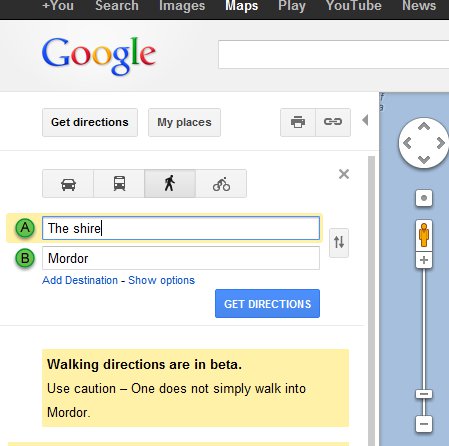 +You Search Images Maps Play YouTube News
Google
Get directions My places
A The shire
B Mordor
Add Destination - Show options
GET DIRECTIONS
Walking directions are in beta.
Use caution – One does not simply walk into
Mordor.